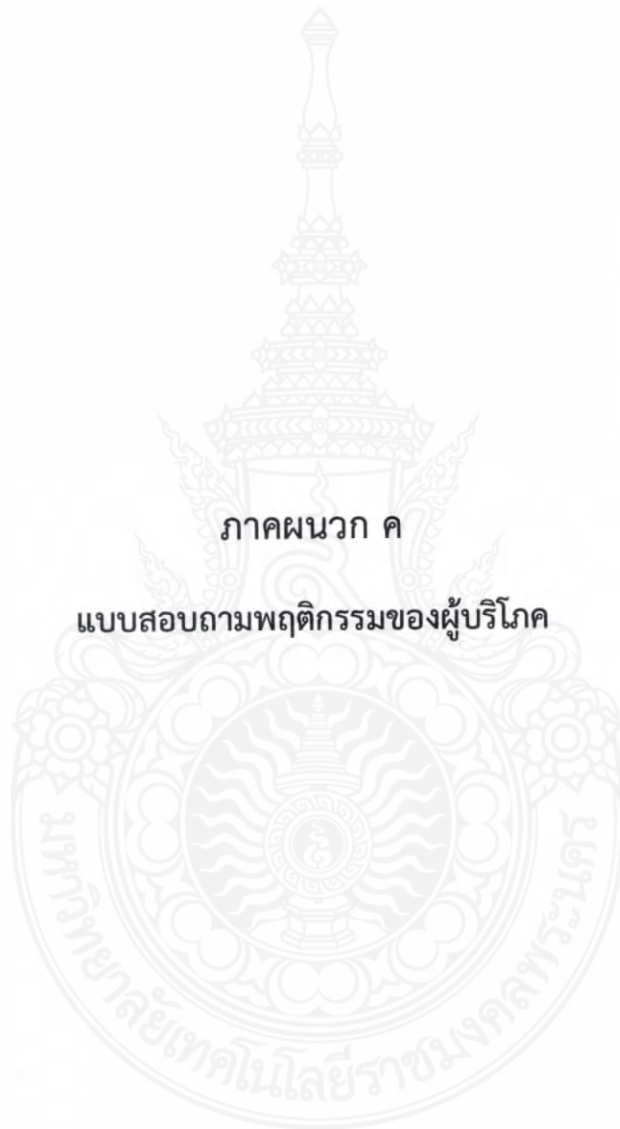 ภาคผนวก ค
แบบสอบถามพฤติกรรมของผู้บริโภค
มหาวิทยาลัยเทคโนโลยีราชมงคลพระนคร